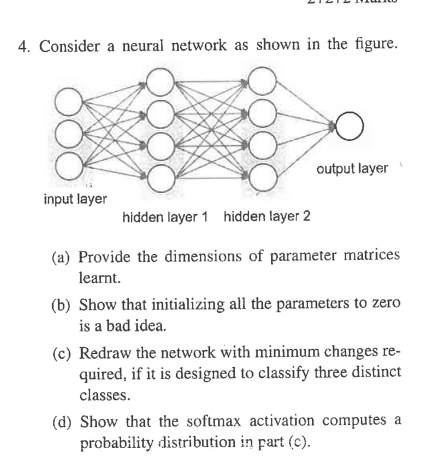 4. Consider a neural network as shown in the figure.
output layer
input layer
hidden layer 1 hidden layer 2
(a) Provide the dimensions of parameter matrices
learnt.
(b) Show that initializing all the parameters to zero
is a bad idea.
(c) Redraw the network with minimum changes re-
quired, if it is designed to classify three distinct
classes.
(d) Show that the softmax activation computes a
probability distribution in part (c).